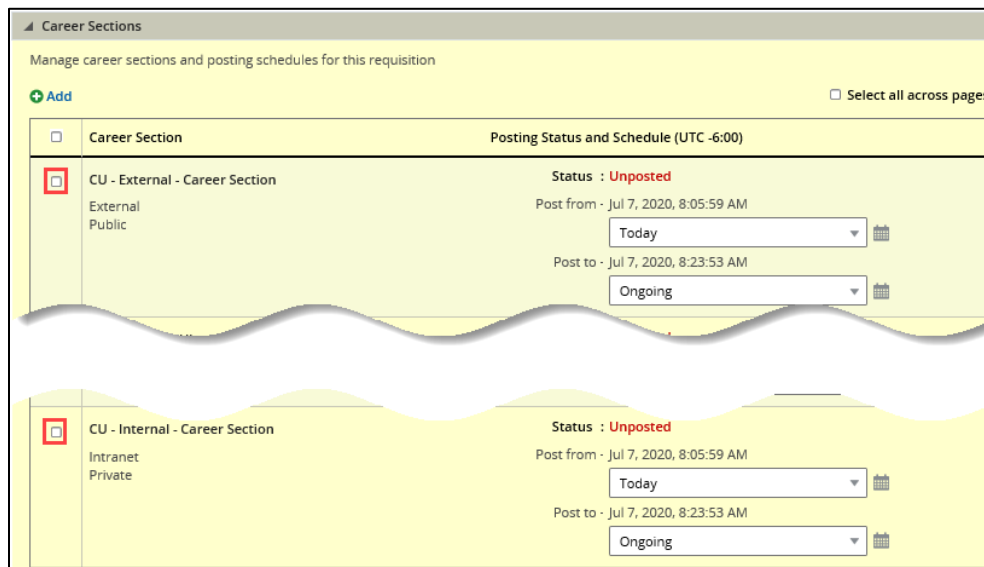 Career Sections
Manage career sections and posting schedules for this requisition
Add
Select all across pages
Career Section Posting Status and Schedule (UTC -6:00)
CU - External - Career Section Status : Unposted
External Post from - Jul 7, 2020, 8:05:59 AM
Public
Today
Post to - Jul 7, 2020, 8:23:53 AM
Ongoing
CU - Internal - Career Section Status : Unposted
Intranet Post from - Jul 7, 2020, 8:05:59 AM
Private
Today
Post to - Jul 7, 2020, 8:23:53 AM
Ongoing